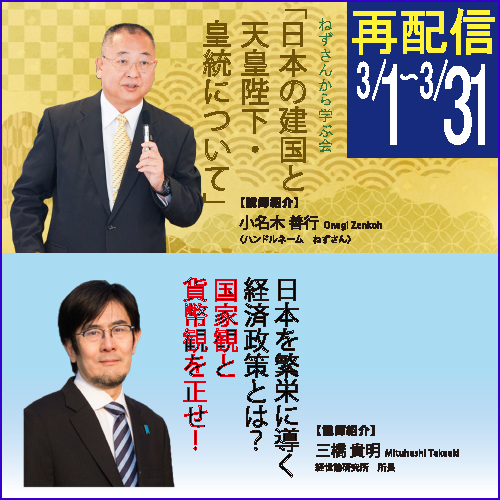 再配信
3/1〜3/31
ねずさんから学ぶ会
「日本の建国と
天皇陛下・
皇統について」
【講師紹介】
小名木 善行 Onagi Zenkoh
(ハンドルネーム ねずさん)
日本を繁栄に導く
経済政策とは?
国家観と
貨幣観を正せ!
【講師紹介】
三橋 貴明 Mitsuhashi Takaaki
経世論研究所 所長